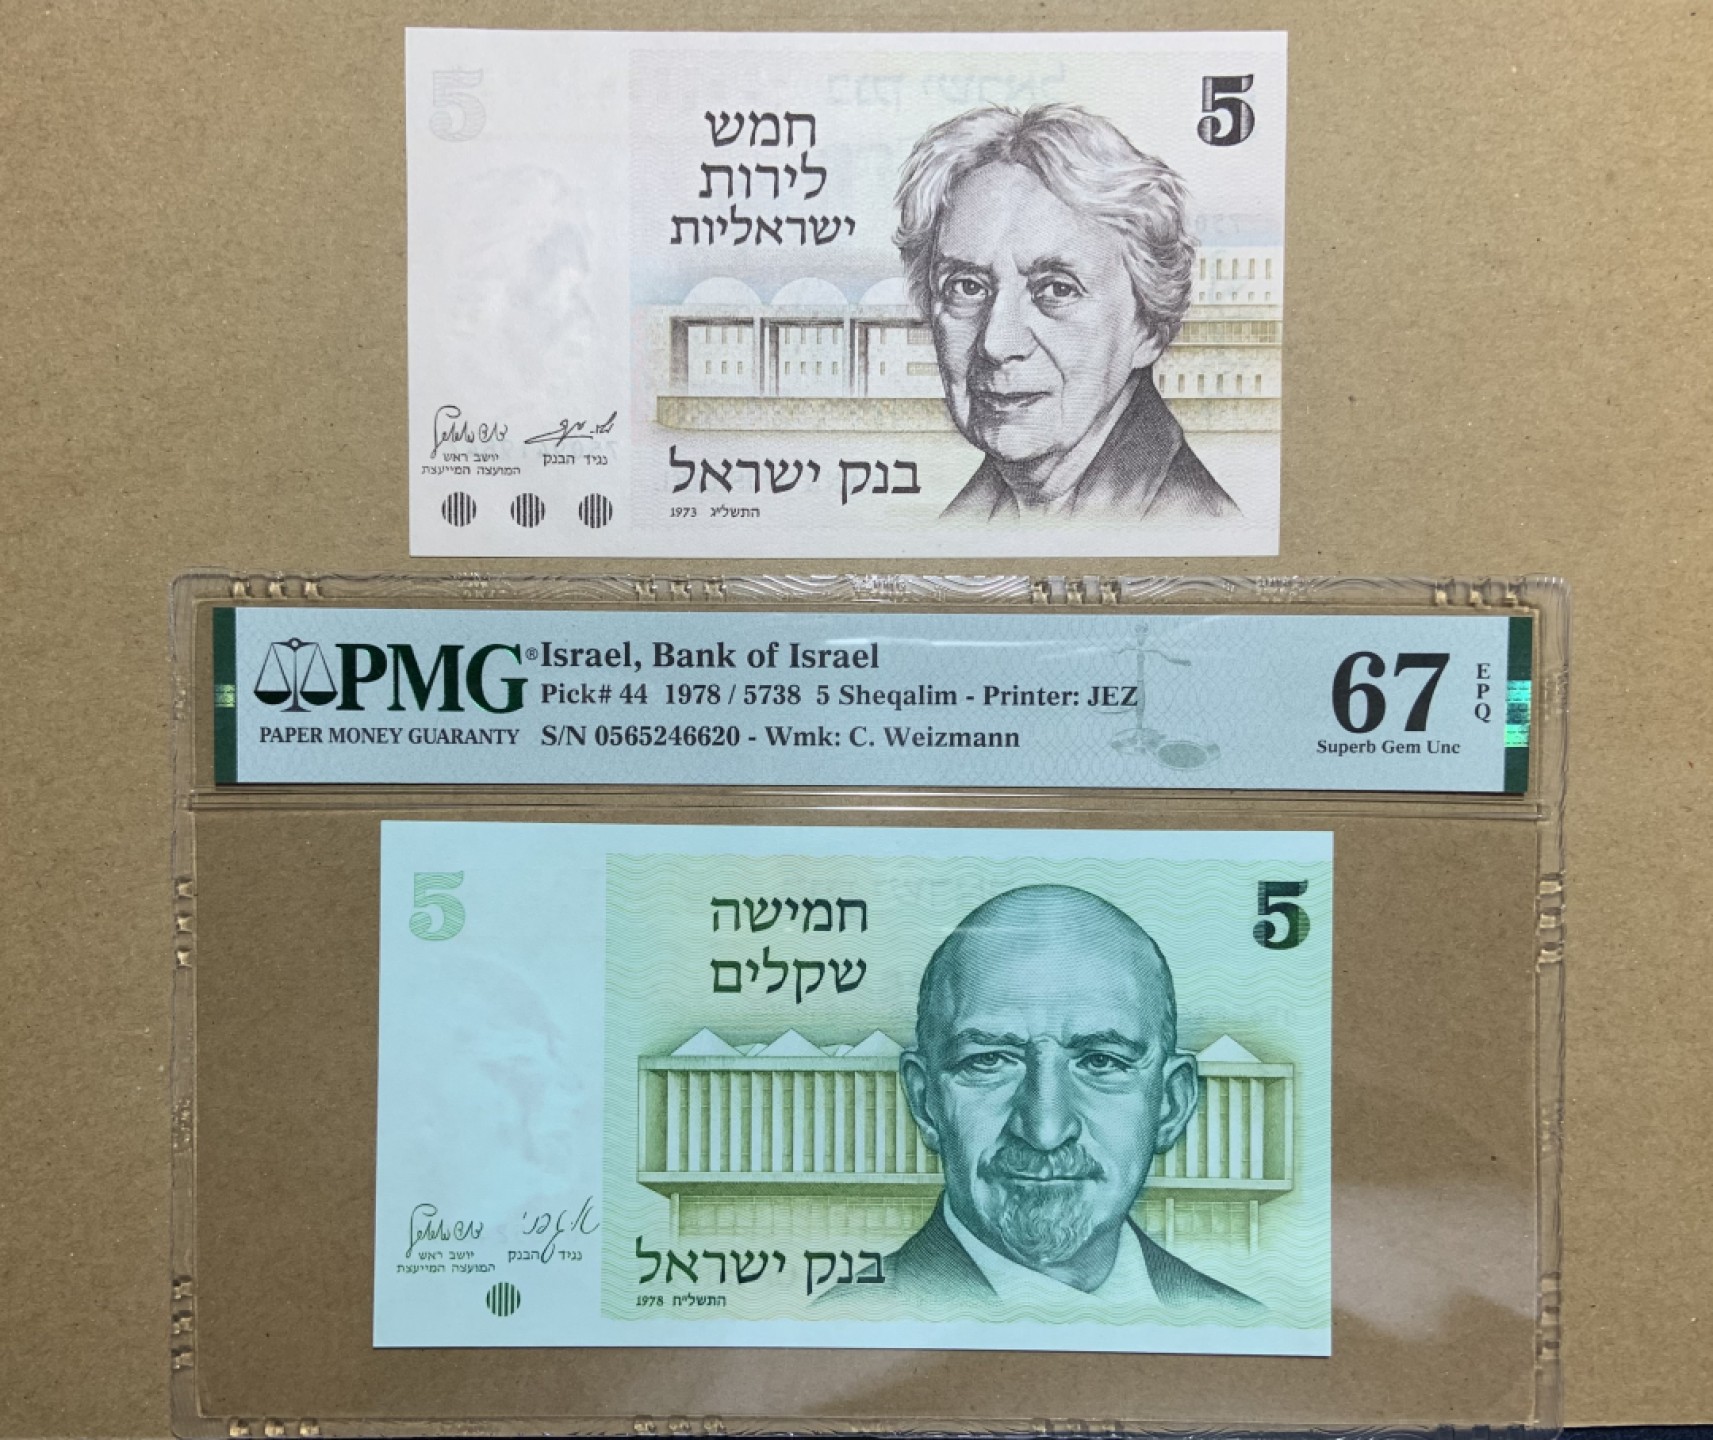 5
5
חמש
לירות
ישראליות
יושב ראש
המועצה המייעצת
נגיד הבנק
בנק ישראל
1973 התשל״ג
PMG®
PAPER MONEY GUARANTY
Israel, Bank of Israel
Pick# 44 1978 / 5738 5 Sheqalim - Printer: JEZ
S/N 0565246620 - Wmk: C. Weizmann
67
EPQ
Superb Gem Unc
5
5
חמישה
שקלים
יושב ראש
המועצה המייעצת
נגיד הבנק
בנק ישראל
1978 התשל״ח